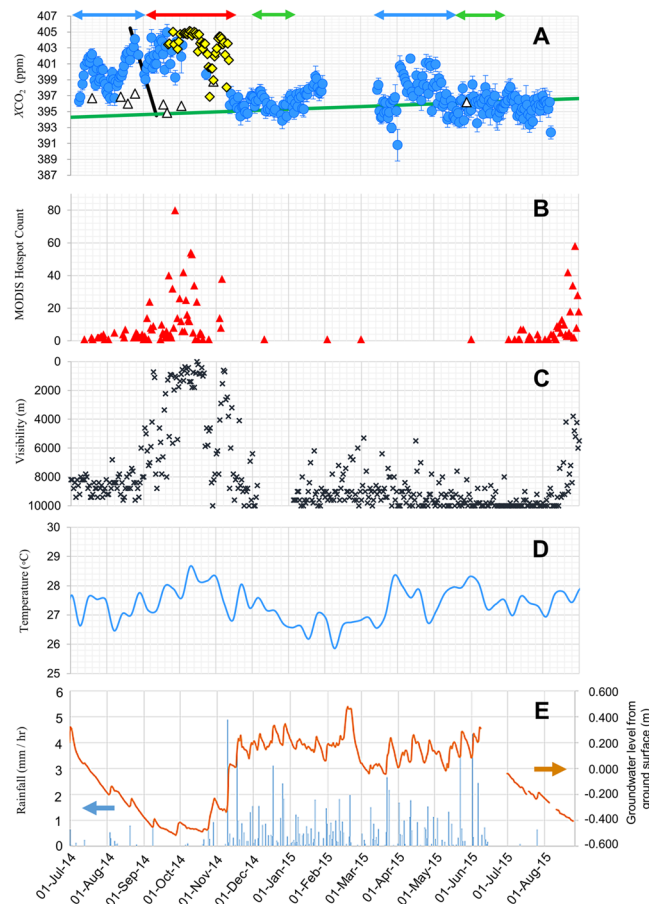 407
405
403
401
399
397
395
393
391
389
387
XCO2 (ppm)
A
80
60
40
20
0
MODIS Hotspot Count
B
0
2000
4000
6000
8000
10000
Visibility (m)
C
30
29
28
27
26
25
Temperature (°C)
D
6
5
4
3
2
1
0
Rainfall (mm / hr)
E
0.600
0.400
0.200
0.000
-0.200
-0.400
-0.600
Groundwater level from
ground surface (m)
01-Jul-14
01-Aug-14
01-Sep-14
01-Oct-14
01-Nov-14
01-Dec-14
01-Jan-15
01-Feb-15
01-Mar-15
01-Apr-15
01-May-15
01-Jun-15
01-Jul-15
01-Aug-15